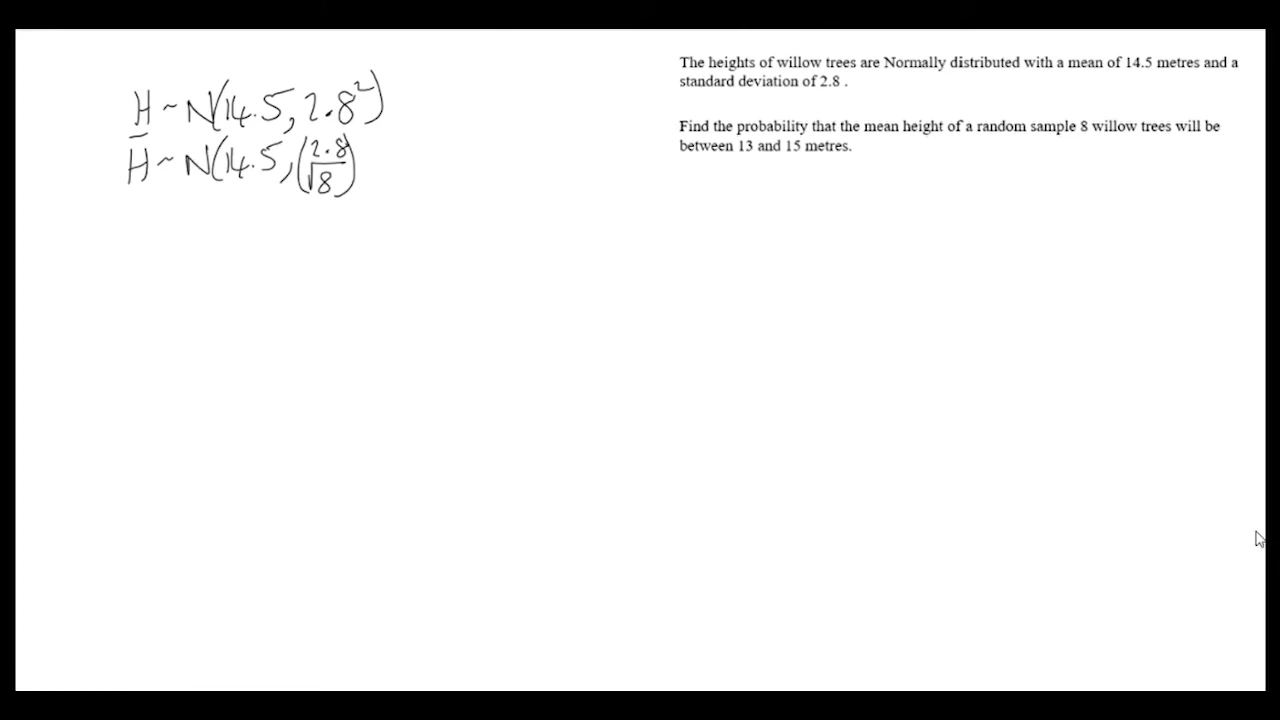 H ~ N(14.5, 2.8²)
H̅ ~ N(14.5, (2.8/√8)
The heights of willow trees are Normally distributed with a mean of 14.5 metres and a
standard deviation of 2.8 .
Find the probability that the mean height of a random sample 8 willow trees will be
between 13 and 15 metres.